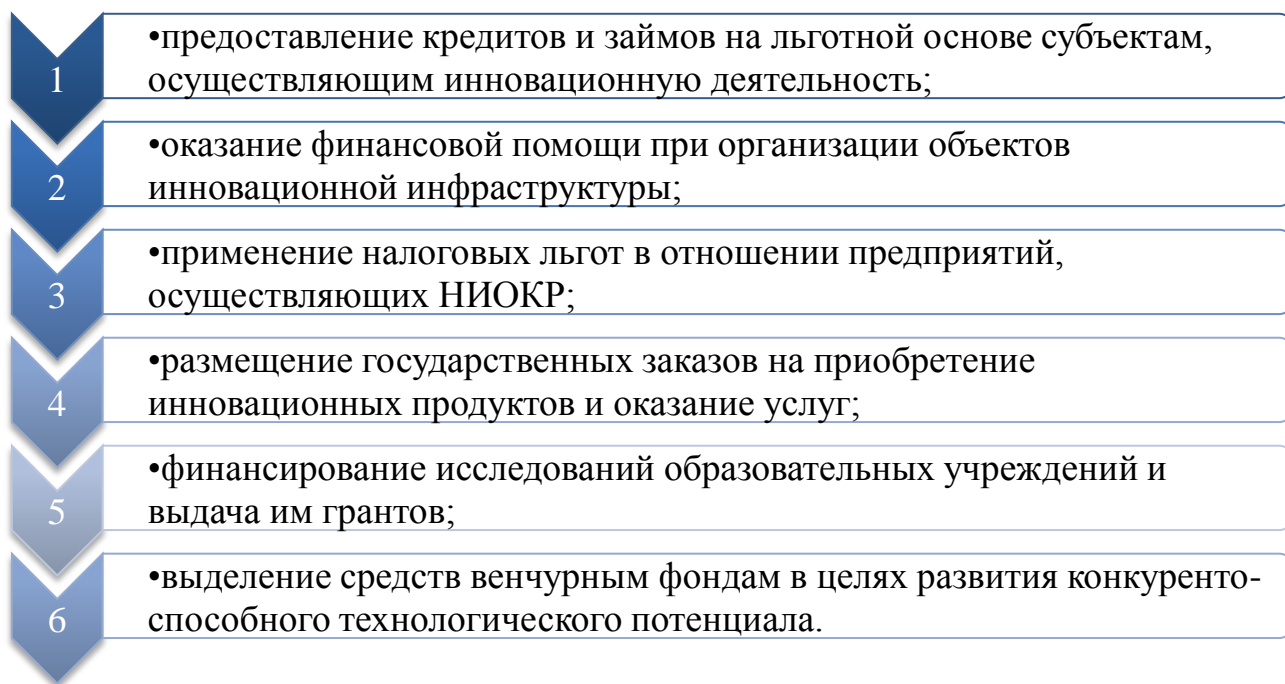 1
•предоставление кредитов и займов на льготной основе субъектам,
осуществляющим инновационную деятельность;
2
•оказание финансовой помощи при организации объектов
инновационной инфраструктуры;
3
•применение налоговых льгот в отношении предприятий,
осуществляющих НИОКР;
4
•размещение государственных заказов на приобретение
инновационных продуктов и оказание услуг;
5
•финансирование исследований образовательных учреждений и
выдача им грантов;
6
•выделение средств венчурным фондам в целях развития конкуренто-
способного технологического потенциала.